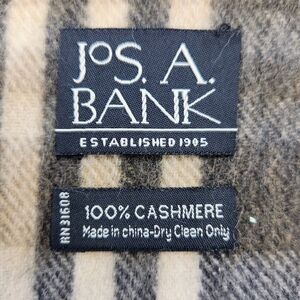 JoS. A.
BANK
ESTABLISHED 1905
RN 31608
100% CASHMERE
Made in china-Dry Clean Only